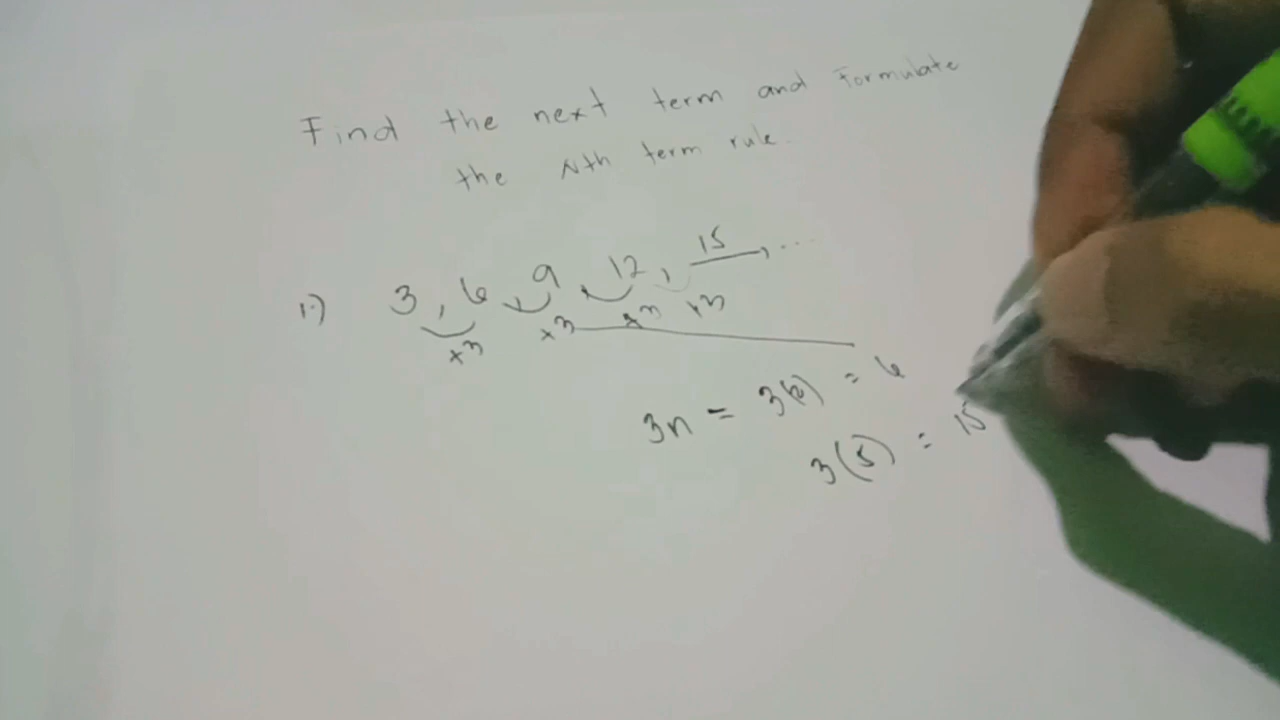 Find the next term and Formulate
the Nth term rule.
1.) 3, 6, 9, 12, 15, ...
+3 +3 +3 +3
3n = 3(2) = 6
3(5) = 15